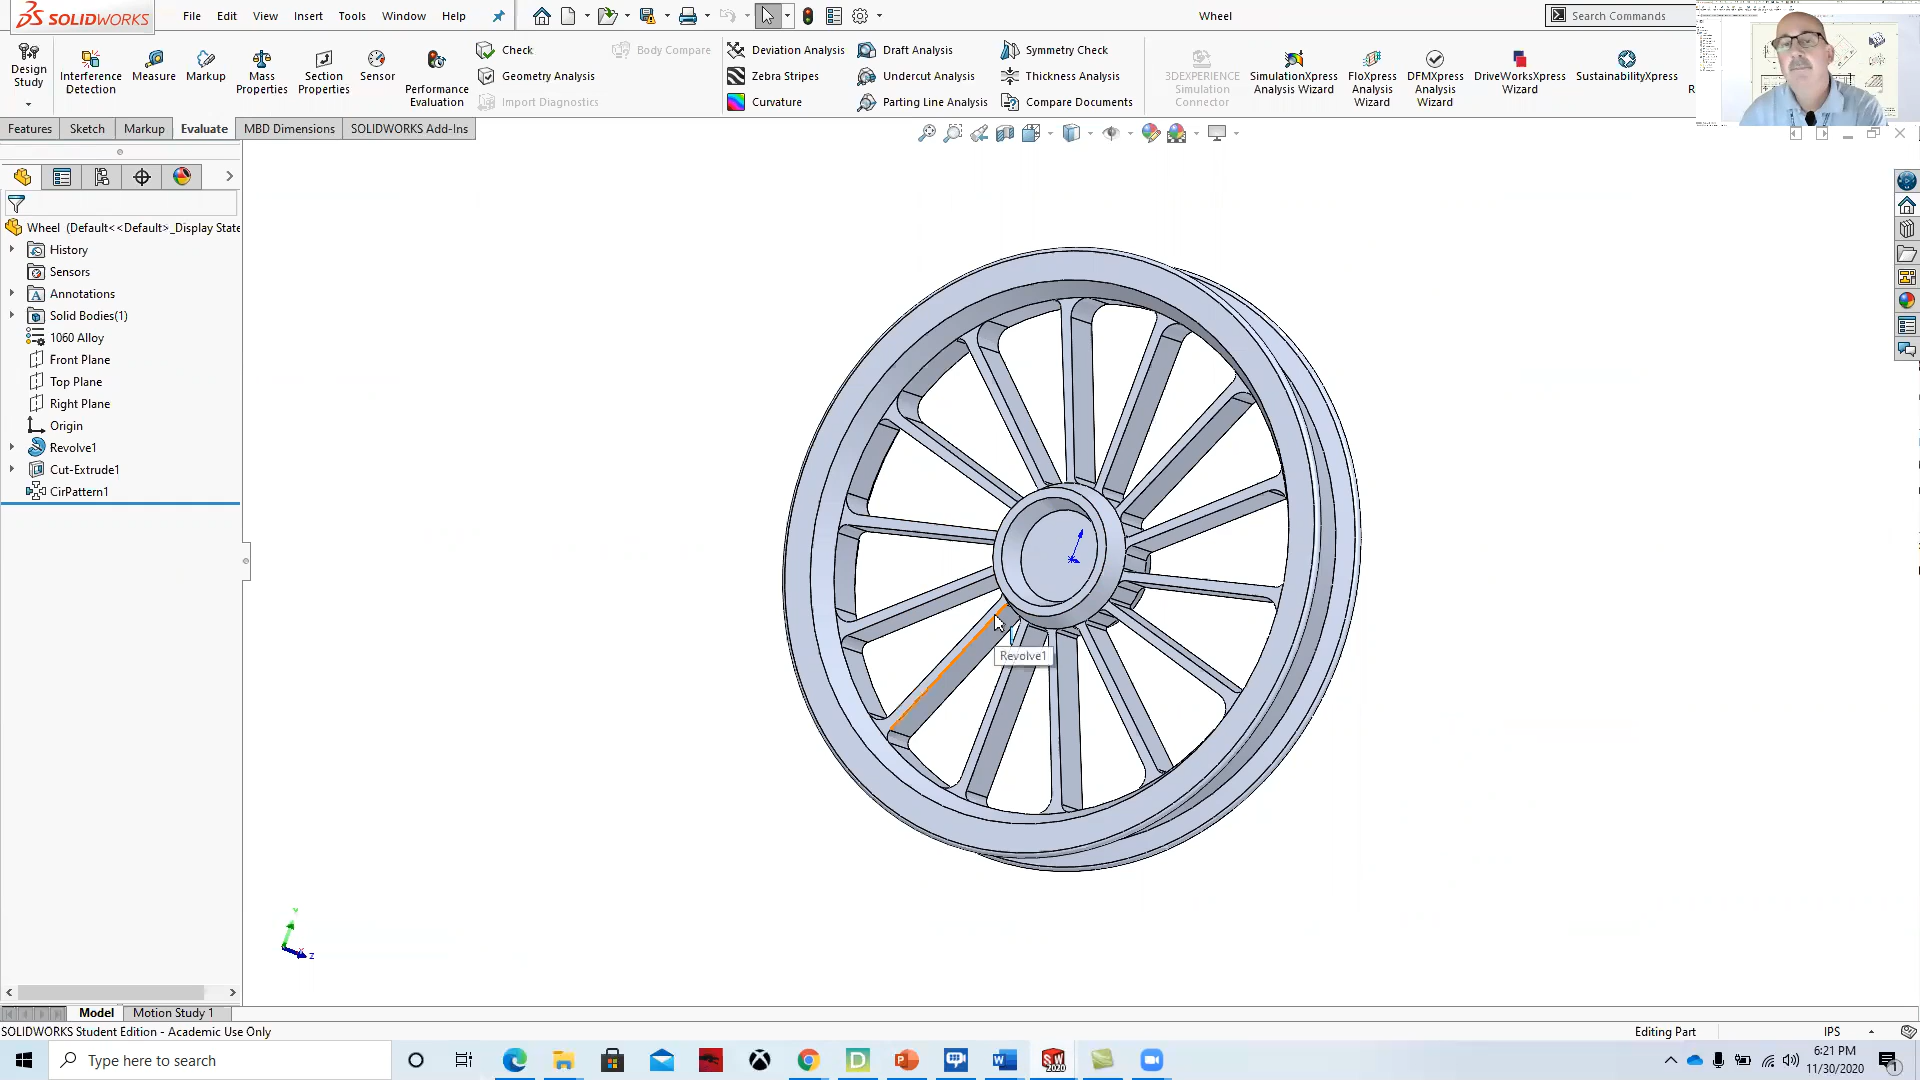 SOLIDWORKS File Edit View Insert Tools Window Help Wheel Search Commands
Design Study
Interference Detection
Measure
Markup
Mass Properties
Section Properties
Sensor
Performance Evaluation
Check
Geometry Analysis
Import Diagnostics
Body Compare
Deviation Analysis
Zebra Stripes
Curvature
Draft Analysis
Undercut Analysis
Parting Line Analysis
Symmetry Check
Thickness Analysis
Compare Documents
3DEXPERIENCE Simulation Connector
SimulationXpress Analysis Wizard
FloXpress Analysis Wizard
DFMXpress Analysis Wizard
DriveWorksXpress Wizard
SustainabilityXpress
R
Features Sketch Markup Evaluate MBD Dimensions SOLIDWORKS Add-Ins
Wheel (Default<<Default>_Display State
History
Sensors
Annotations
Solid Bodies(1)
1060 Alloy
Front Plane
Top Plane
Right Plane
Origin
Revolve1
Cut-Extrude1
CirPattern1
Revolve1
Y
X
Z
Model Motion Study 1
SOLIDWORKS Student Edition - Academic Use Only Editing Part IPS
Type here to search
SW 2020
6:21 PM
11/30/2020
1